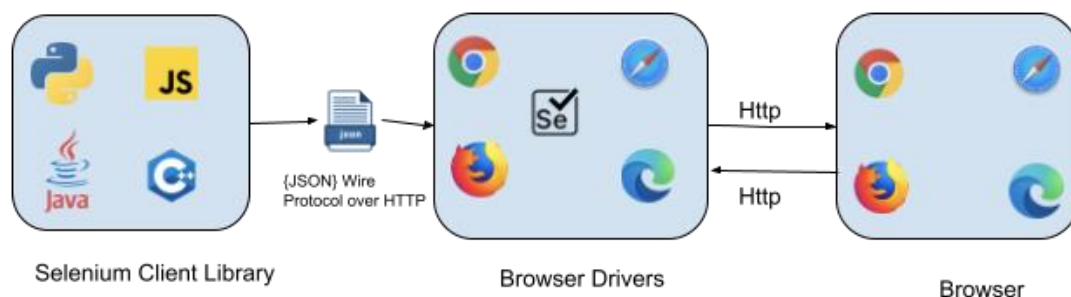 JS
Java
C++
json
{JSON} Wire
Protocol over HTTP
Se
Http
Http
Selenium Client Library
Browser Drivers
Browser